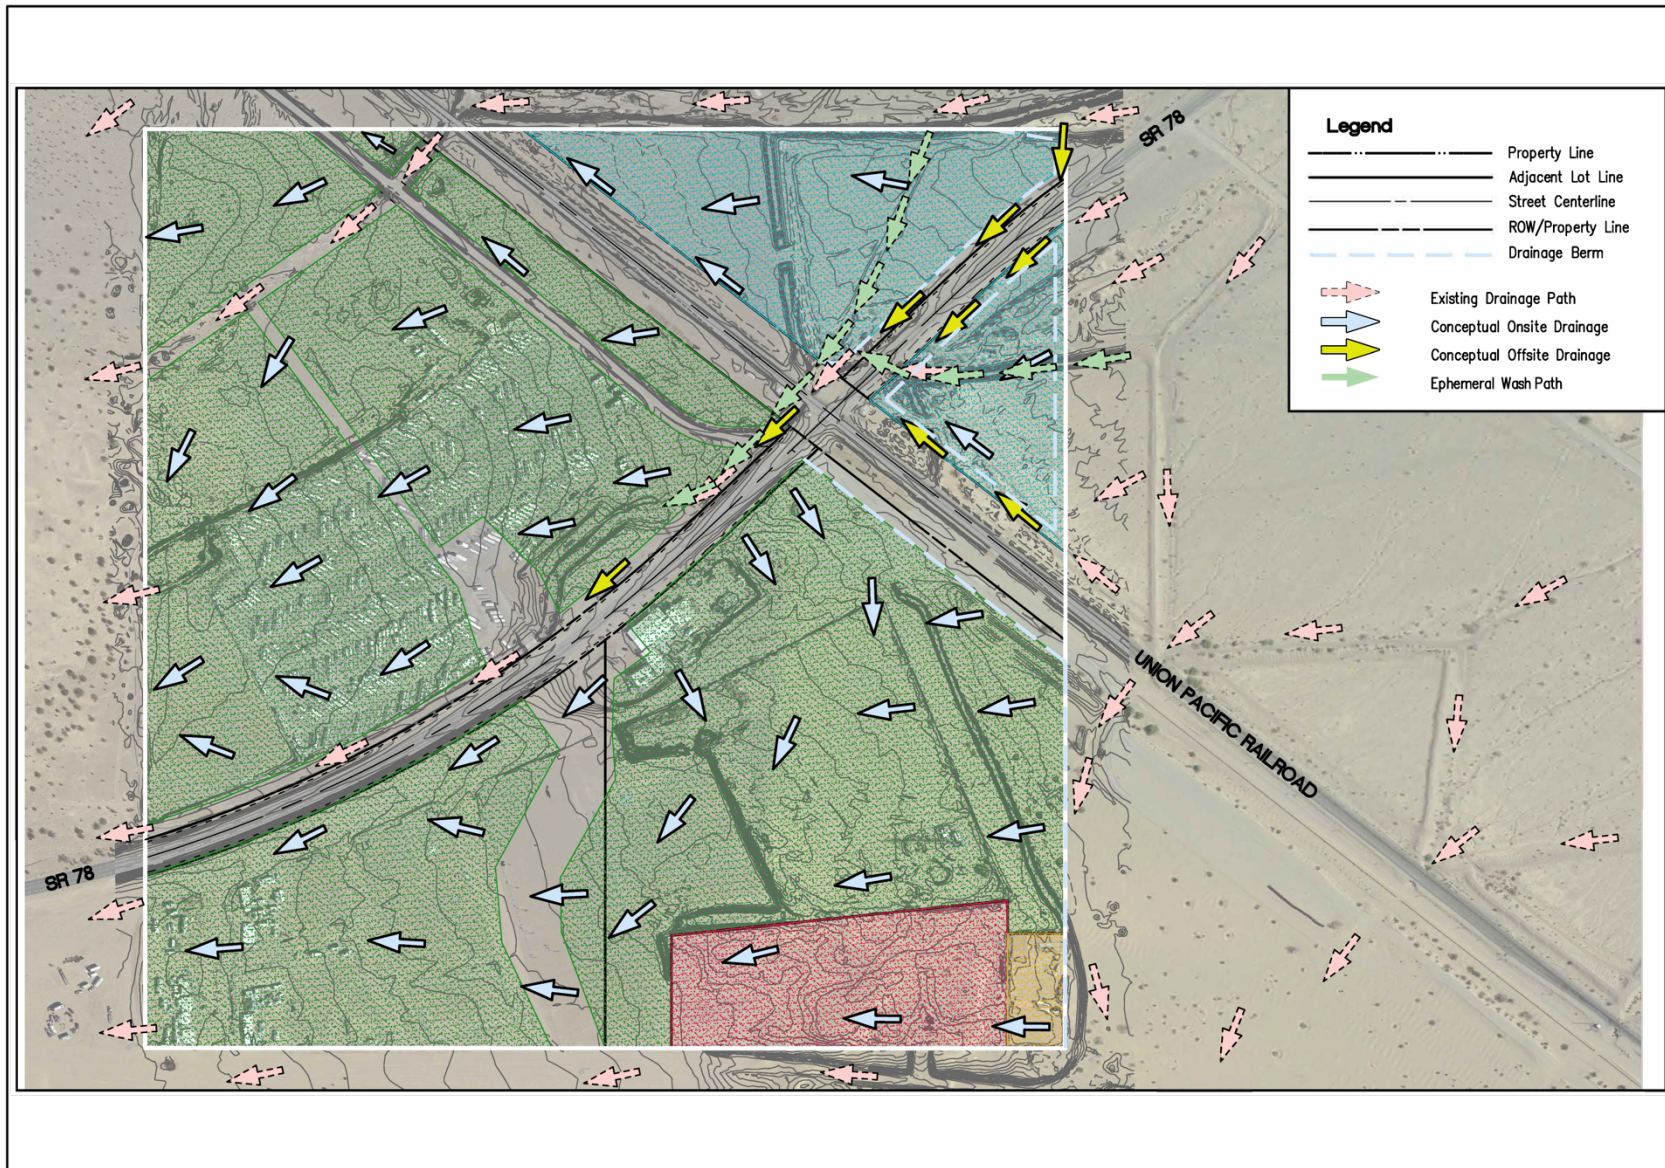 SR 78
Legend
Property Line
Adjacent Lot Line
Street Centerline
ROW/Property Line
Drainage Berm
Existing Drainage Path
Conceptual Onsite Drainage
Conceptual Offsite Drainage
Ephemeral Wash Path
UNION PACIFIC RAILROAD
SR 78